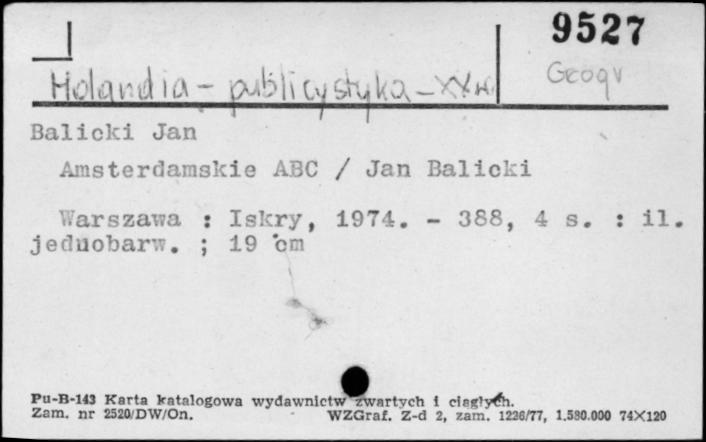 9527
Holandia - publicystyka - XX w.
Geogr
Balicki Jan
Amsterdamskie ABC / Jan Balicki
Warszawa : Iskry, 1974. - 388, 4 s. : il.
jednobarw. ; 19 cm
Pu-B-143 Karta katalogowa wydawnictw zwartych i ciągłych.
Zam. nr 2520/DW/On. WZGraf. Z-d 2, zam. 1236/77, 1.580.000 74×120